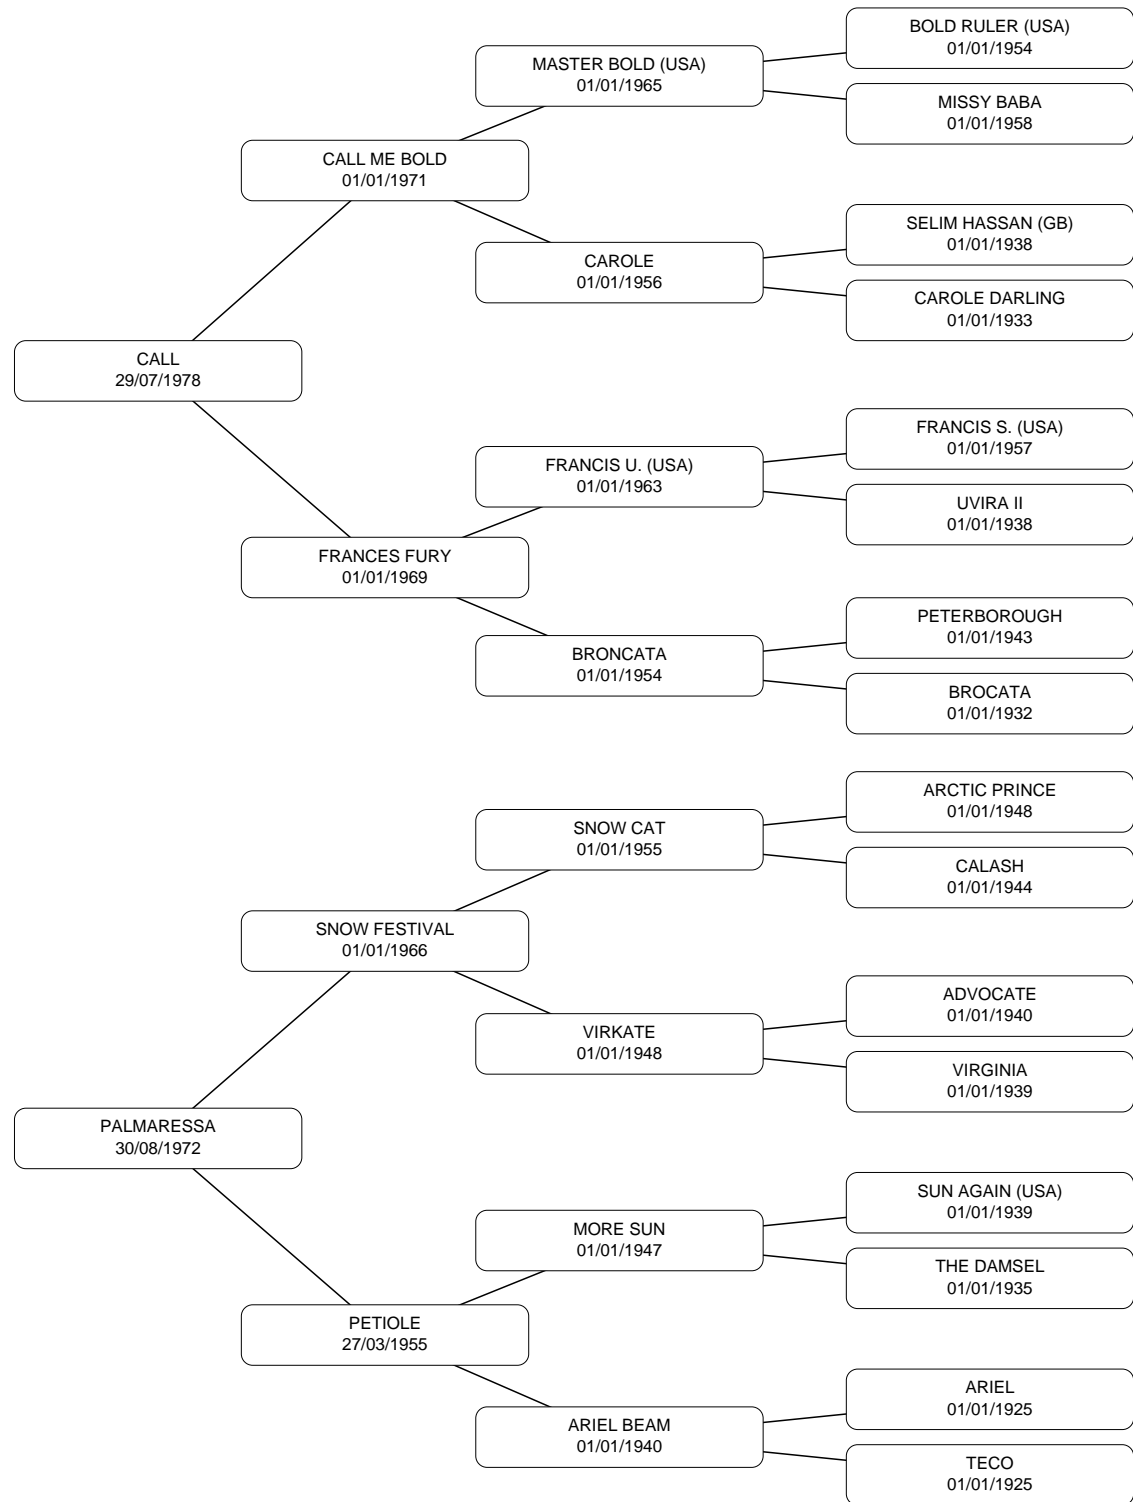 BOLD RULER (USA)
01/01/1954
MASTER BOLD (USA)
01/01/1965
MISSY BABA
01/01/1958
CALL ME BOLD
01/01/1971
SELIM HASSAN (GB)
01/01/1938
CAROLE
01/01/1956
CAROLE DARLING
01/01/1933
CALL
29/07/1978
FRANCIS S. (USA)
01/01/1957
FRANCIS U. (USA)
01/01/1963
UVIRA II
01/01/1938
FRANCES FURY
01/01/1969
PETERBOROUGH
01/01/1943
BRONCATA
01/01/1954
BROCATA
01/01/1932
ARCTIC PRINCE
01/01/1948
SNOW CAT
01/01/1955
CALASH
01/01/1944
SNOW FESTIVAL
01/01/1966
ADVOCATE
01/01/1940
VIRKATE
01/01/1948
VIRGINIA
01/01/1939
PALMARESSA
30/08/1972
SUN AGAIN (USA)
01/01/1939
MORE SUN
01/01/1947
THE DAMSEL
01/01/1935
PETIOLE
27/03/1955
ARIEL
01/01/1925
ARIEL BEAM
01/01/1940
TECO
01/01/1925